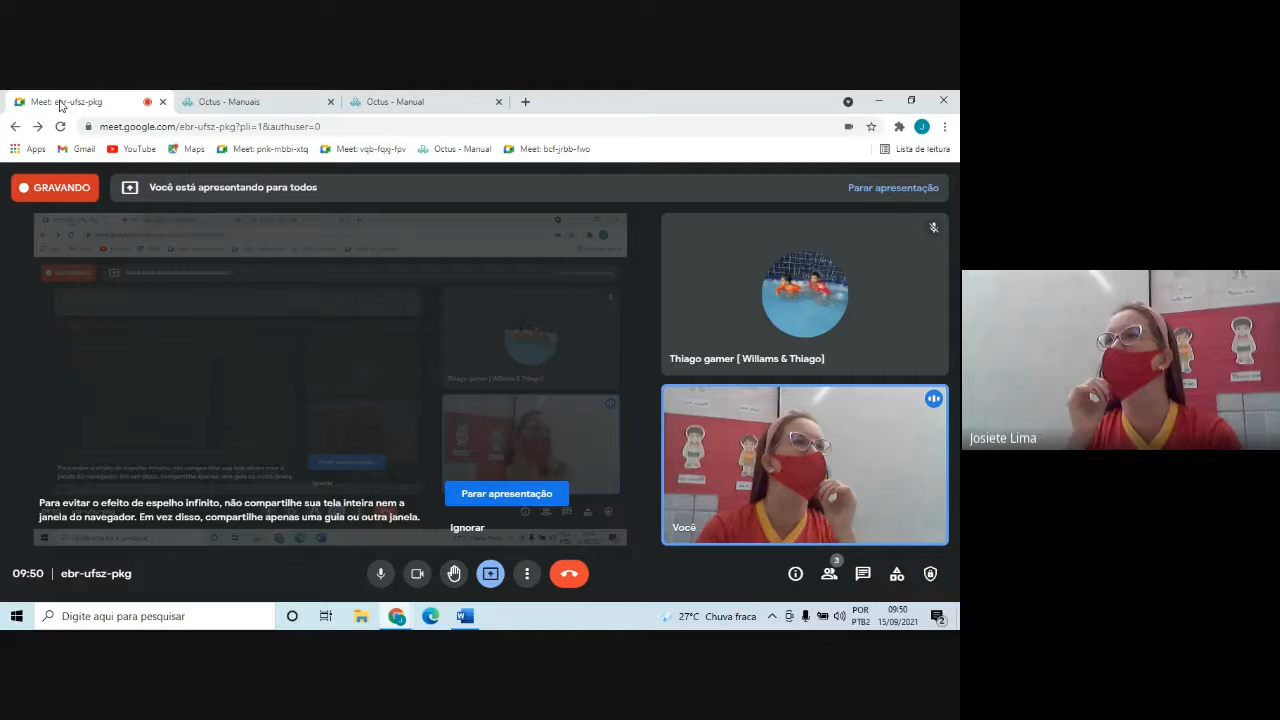 Meet: ebr-ufsz-pkg
Octus - Manuais
Octus - Manual
meet.google.com/ebr-ufsz-pkg?pli=1&authuser=0
Apps
Gmail
YouTube
Maps
Meet: pnk-mbbi-xtq
Meet: vqb-fqxj-fpv
Octus - Manual
Meet: bcf-jrbb-fwo
Lista de leitura
GRAVANDO
Você está apresentando para todos
Parar apresentação
Thiago gamer [ Willams & Thiago]
Para evitar o efeito de espelho infinito, não compartilhe sua tela inteira nem a
janela do navegador. Em vez disso, compartilhe apenas uma guia ou outra janela.
Parar apresentação
Ignorar
Você
Josiete Lima
09:50 | ebr-ufsz-pkg
3
Digite aqui para pesquisar
27°C Chuva fraca
POR
PTB2
09:50
15/09/2021
2